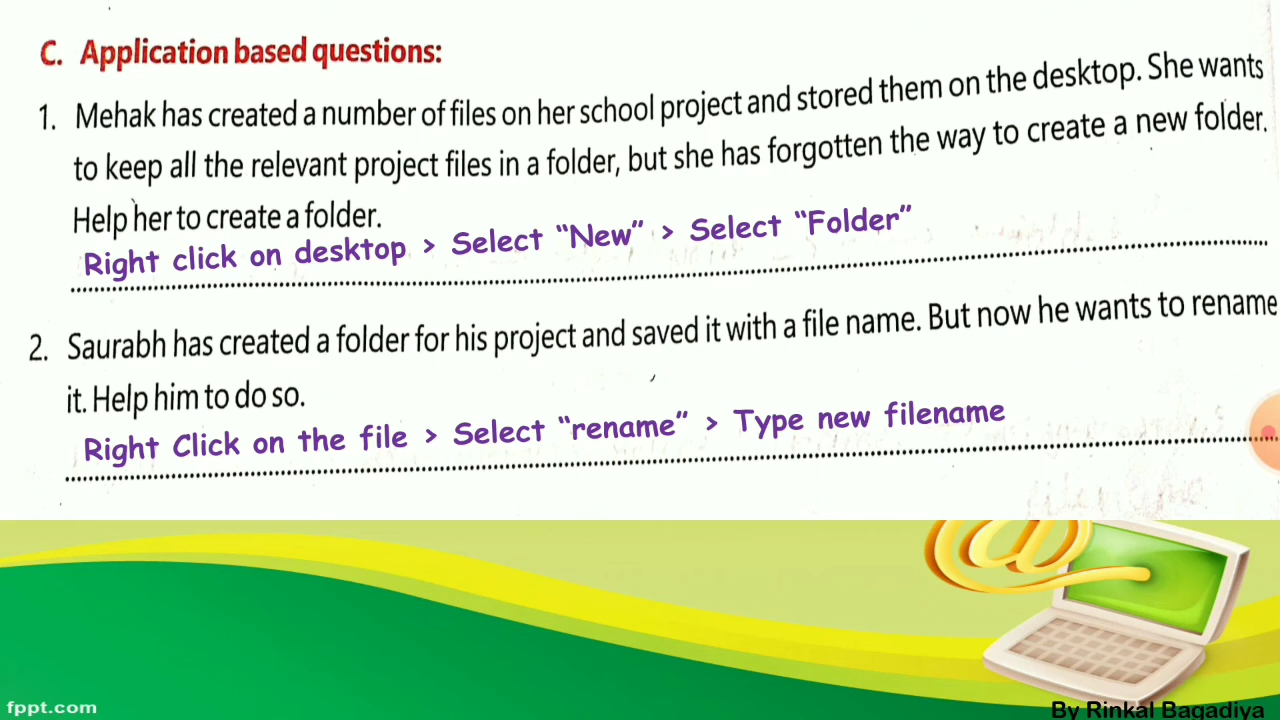 C. Application based questions:
1. Mehak has created a number of files on her school project and stored them on the desktop. She wants
to keep all the relevant project files in a folder, but she has forgotten the way to create a new folder.
Help her to create a folder.
Right click on desktop > Select “New” > Select “Folder”
2. Saurabh has created a folder for his project and saved it with a file name. But now he wants to rename
it. Help him to do so.
Right Click on the file > Select “rename” > Type new filename
fppt.com
By Rinkal Bagadiya